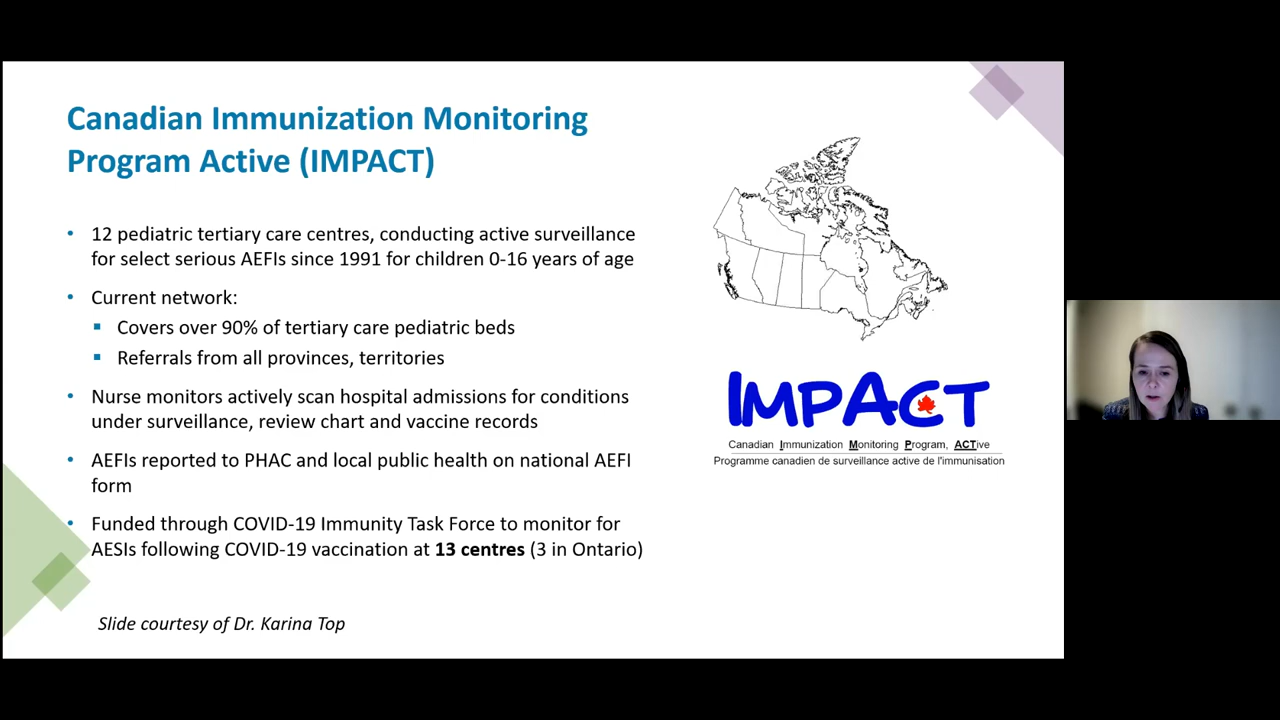 Canadian Immunization Monitoring
Program Active (IMPACT)
• 12 pediatric tertiary care centres, conducting active surveillance
for select serious AEFIs since 1991 for children 0-16 years of age
• Current network:
▪ Covers over 90% of tertiary care pediatric beds
▪ Referrals from all provinces, territories
• Nurse monitors actively scan hospital admissions for conditions
under surveillance, review chart and vaccine records
• AEFIs reported to PHAC and local public health on national AEFI
form
• Funded through COVID-19 Immunity Task Force to monitor for
AESIs following COVID-19 vaccination at 13 centres (3 in Ontario)
Slide courtesy of Dr. Karina Top
IMPACT
Canadian Immunization Monitoring Program, ACTive
Programme canadien de surveillance active de l'immunisation